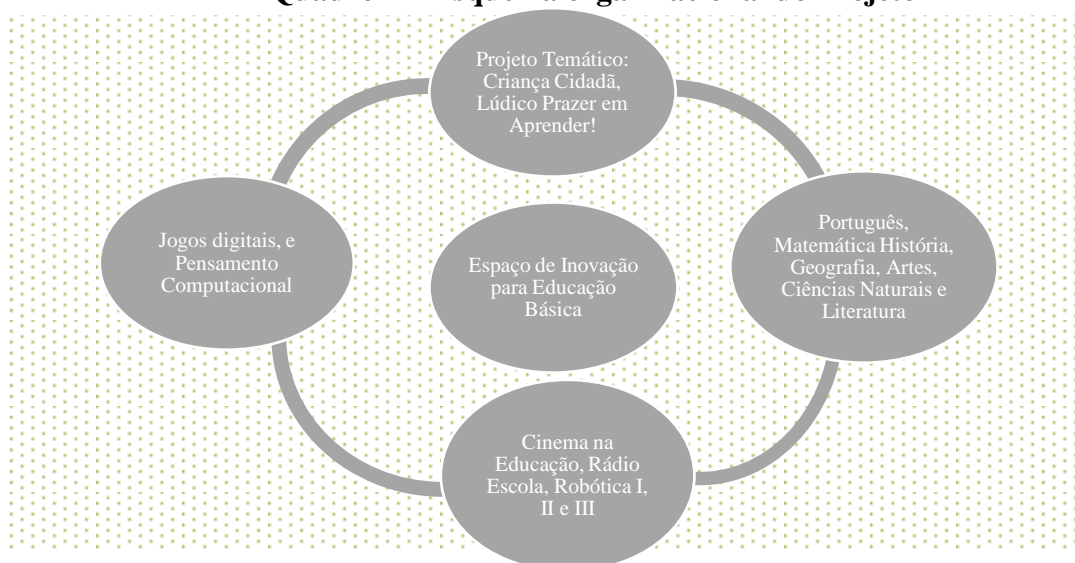 Projeto Temático:
Criança Cidadã,
Lúdico Prazer em
Aprender!
Jogos digitais, e
Pensamento
Computacional
Espaço de Inovação
para Educação
Básica
Português,
Matemática História,
Geografia, Artes,
Ciências Naturais e
Literatura
Cinema na
Educação, Rádio
Escola, Robótica I,
II e III